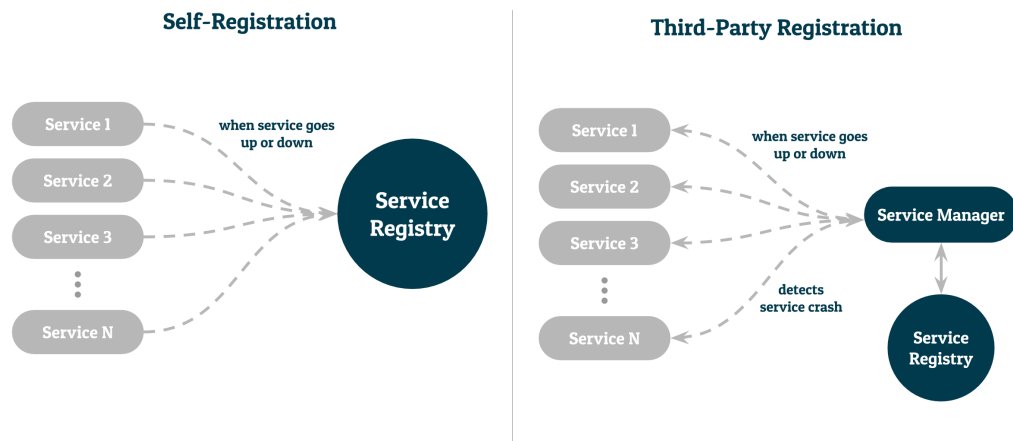 Self-Registration
Service 1
Service 2
Service 3
Service N
when service goes
up or down
Service
Registry
Third-Party Registration
Service 1
Service 2
Service 3
Service N
when service goes
up or down
detects
service crash
Service Manager
Service
Registry